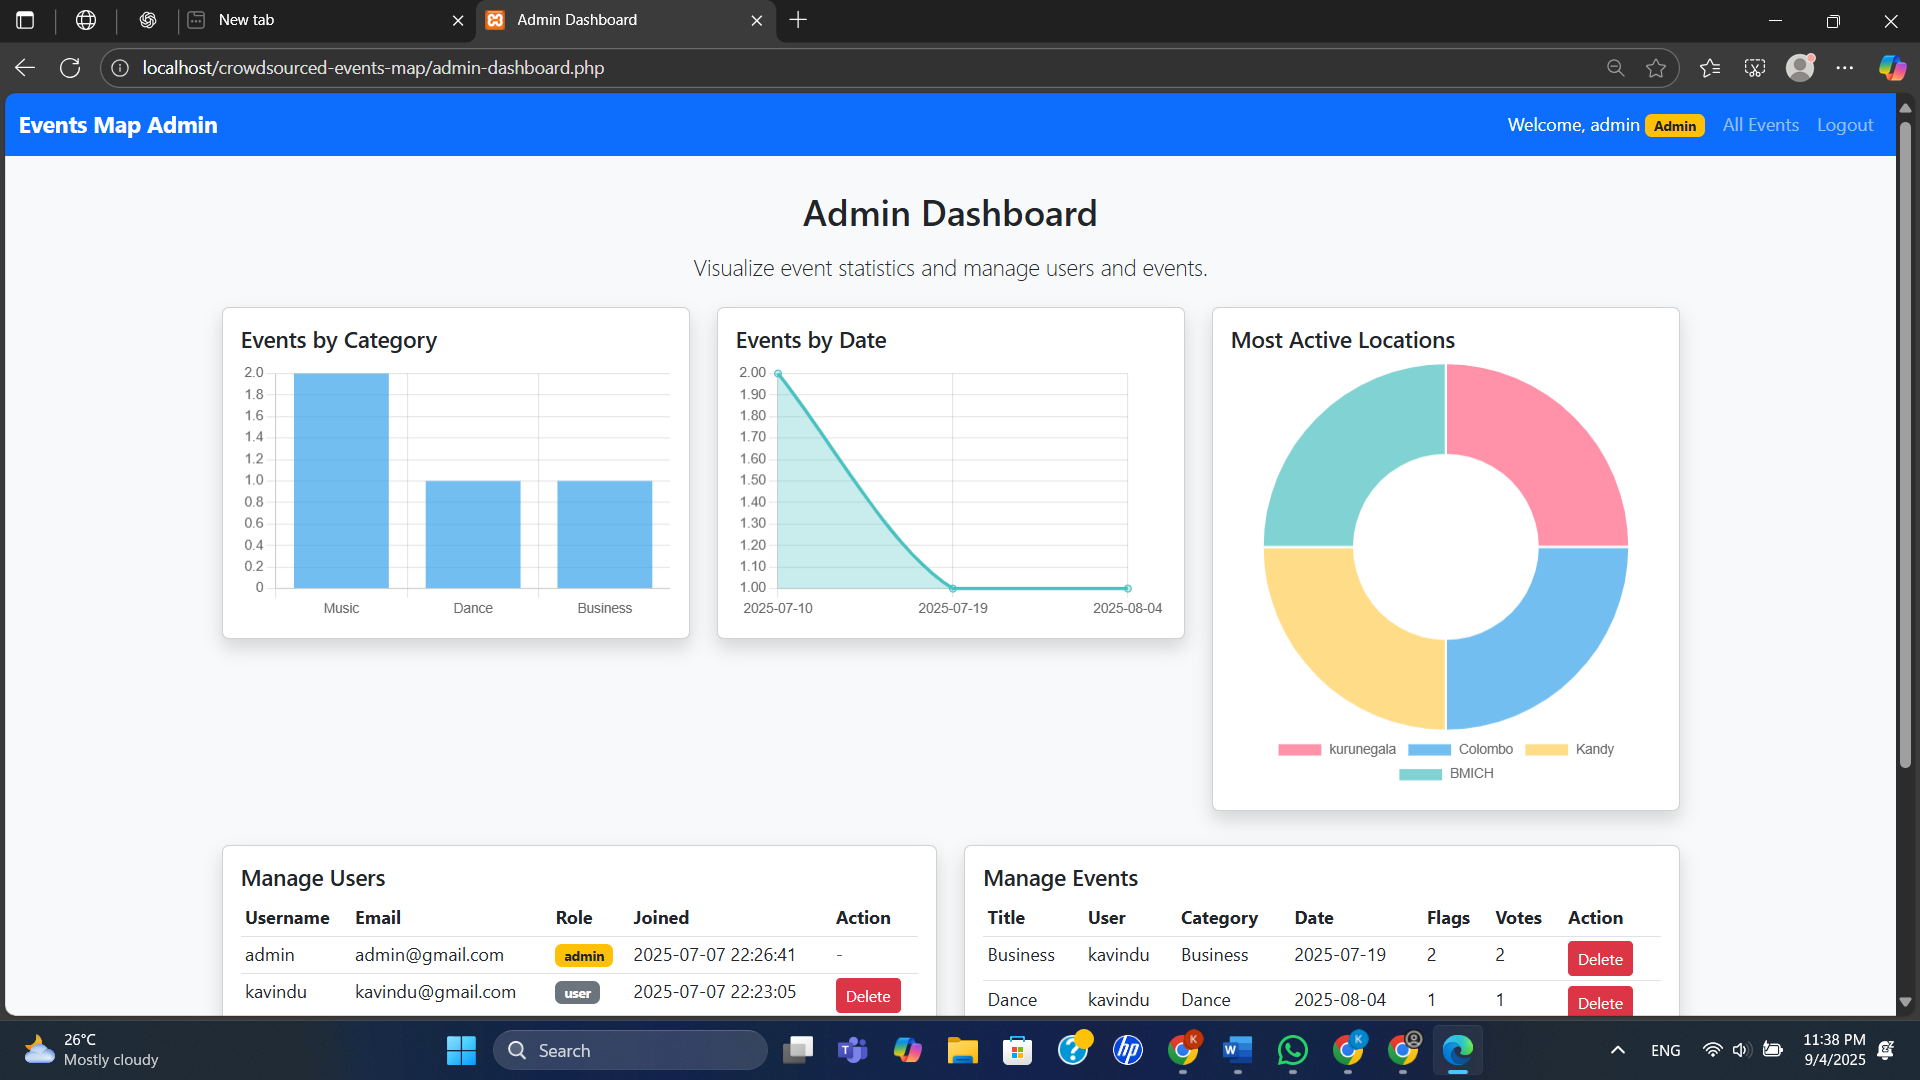 New tab
Admin Dashboard
localhost/crowdsourced-events-map/admin-dashboard.php
Events Map Admin
Welcome, admin Admin All Events Logout
Admin Dashboard
Visualize event statistics and manage users and events.
Events by Category
2.0
1.8
1.6
1.4
1.2
1.0
0.8
0.6
0.4
0.2
0
Music Dance Business
Events by Date
2.00
1.90
1.80
1.70
1.60
1.50
1.40
1.30
1.20
1.10
1.00
2025-07-10 2025-07-19 2025-08-04
Most Active Locations
kurunegala Colombo Kandy
BMICH
Manage Users
Username Email Role Joined Action
admin admin@gmail.com admin 2025-07-07 22:26:41 -
kavindu kavindu@gmail.com user 2025-07-07 22:23:05 Delete
Manage Events
Title User Category Date Flags Votes Action
Business kavindu Business 2025-07-19 2 2 Delete
Dance kavindu Dance 2025-08-04 1 1 Delete
26°C
Mostly cloudy
Search
ENG
11:38 PM
9/4/2025